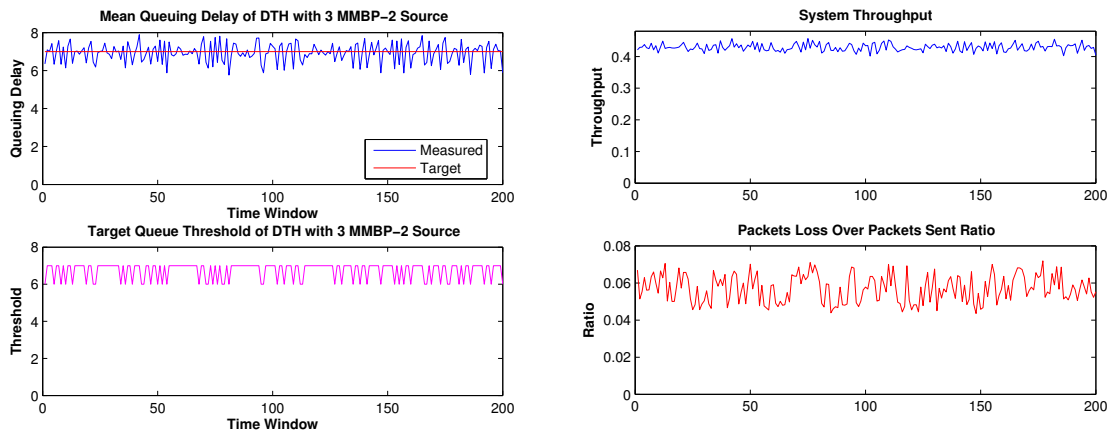 Mean Queuing Delay of DTH with 3 MMBP−2 Source
8
6
4
2
0
Queuing Delay
Measured
Target
0 50 100 150 200
Time Window
System Throughput
0.4
0.3
0.2
0.1
0
Throughput
0 50 100 150 200
Target Queue Threshold of DTH with 3 MMBP−2 Source
8
6
4
2
0
Threshold
0 50 100 150 200
Time Window
Packets Loss Over Packets Sent Ratio
0.08
0.06
0.04
0.02
0
Ratio
0 50 100 150 200